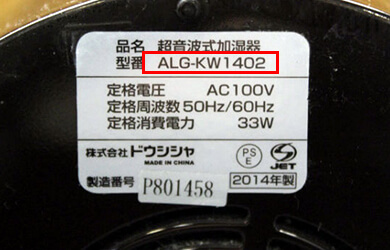 品名 超音波式加湿器
型番 ALG-KW1402
定格電圧 AC100V
定格周波数 50Hz/60Hz
定格消費電力 33W
株式会社ドウシシャ
MADE IN CHINA
PS
E
JET
製造番号 P801458
2014年製